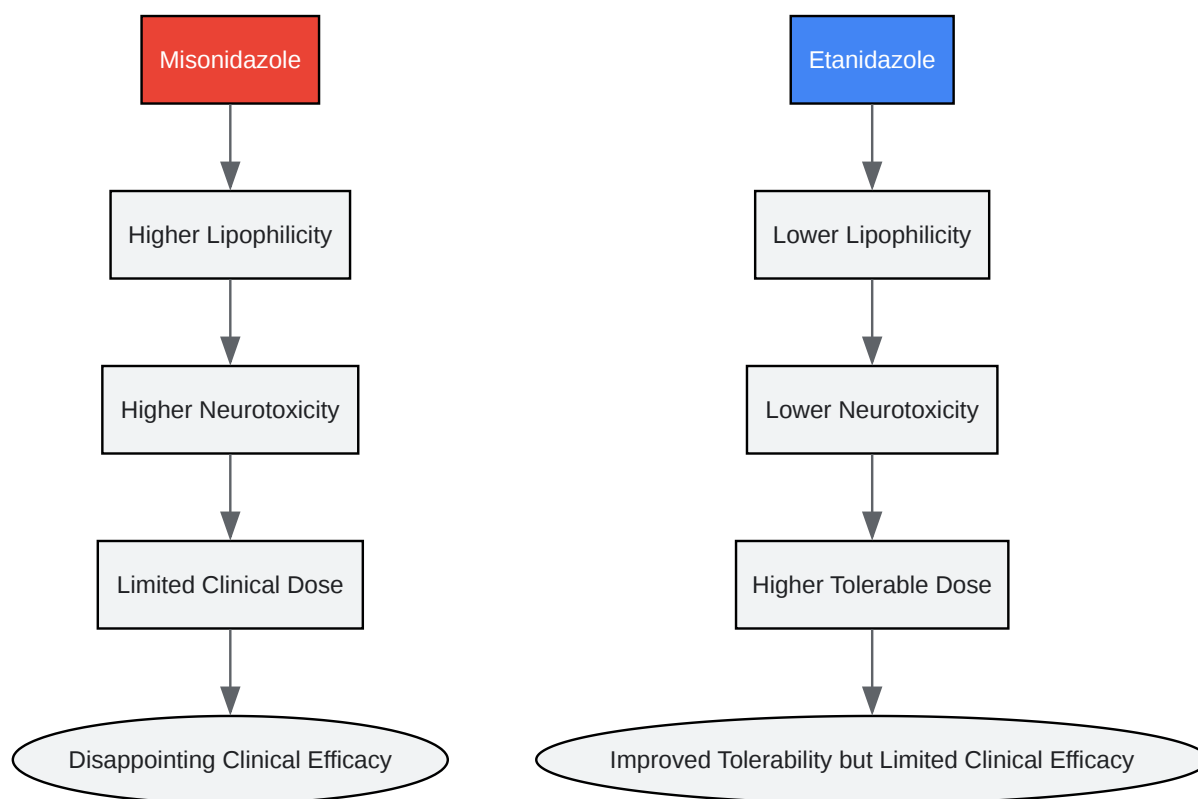 Misonidazole
Higher Lipophilicity
Higher Neurotoxicity
Limited Clinical Dose
Disappointing Clinical Efficacy
Etanidazole
Lower Lipophilicity
Lower Neurotoxicity
Higher Tolerable Dose
Improved Tolerability but Limited Clinical Efficacy